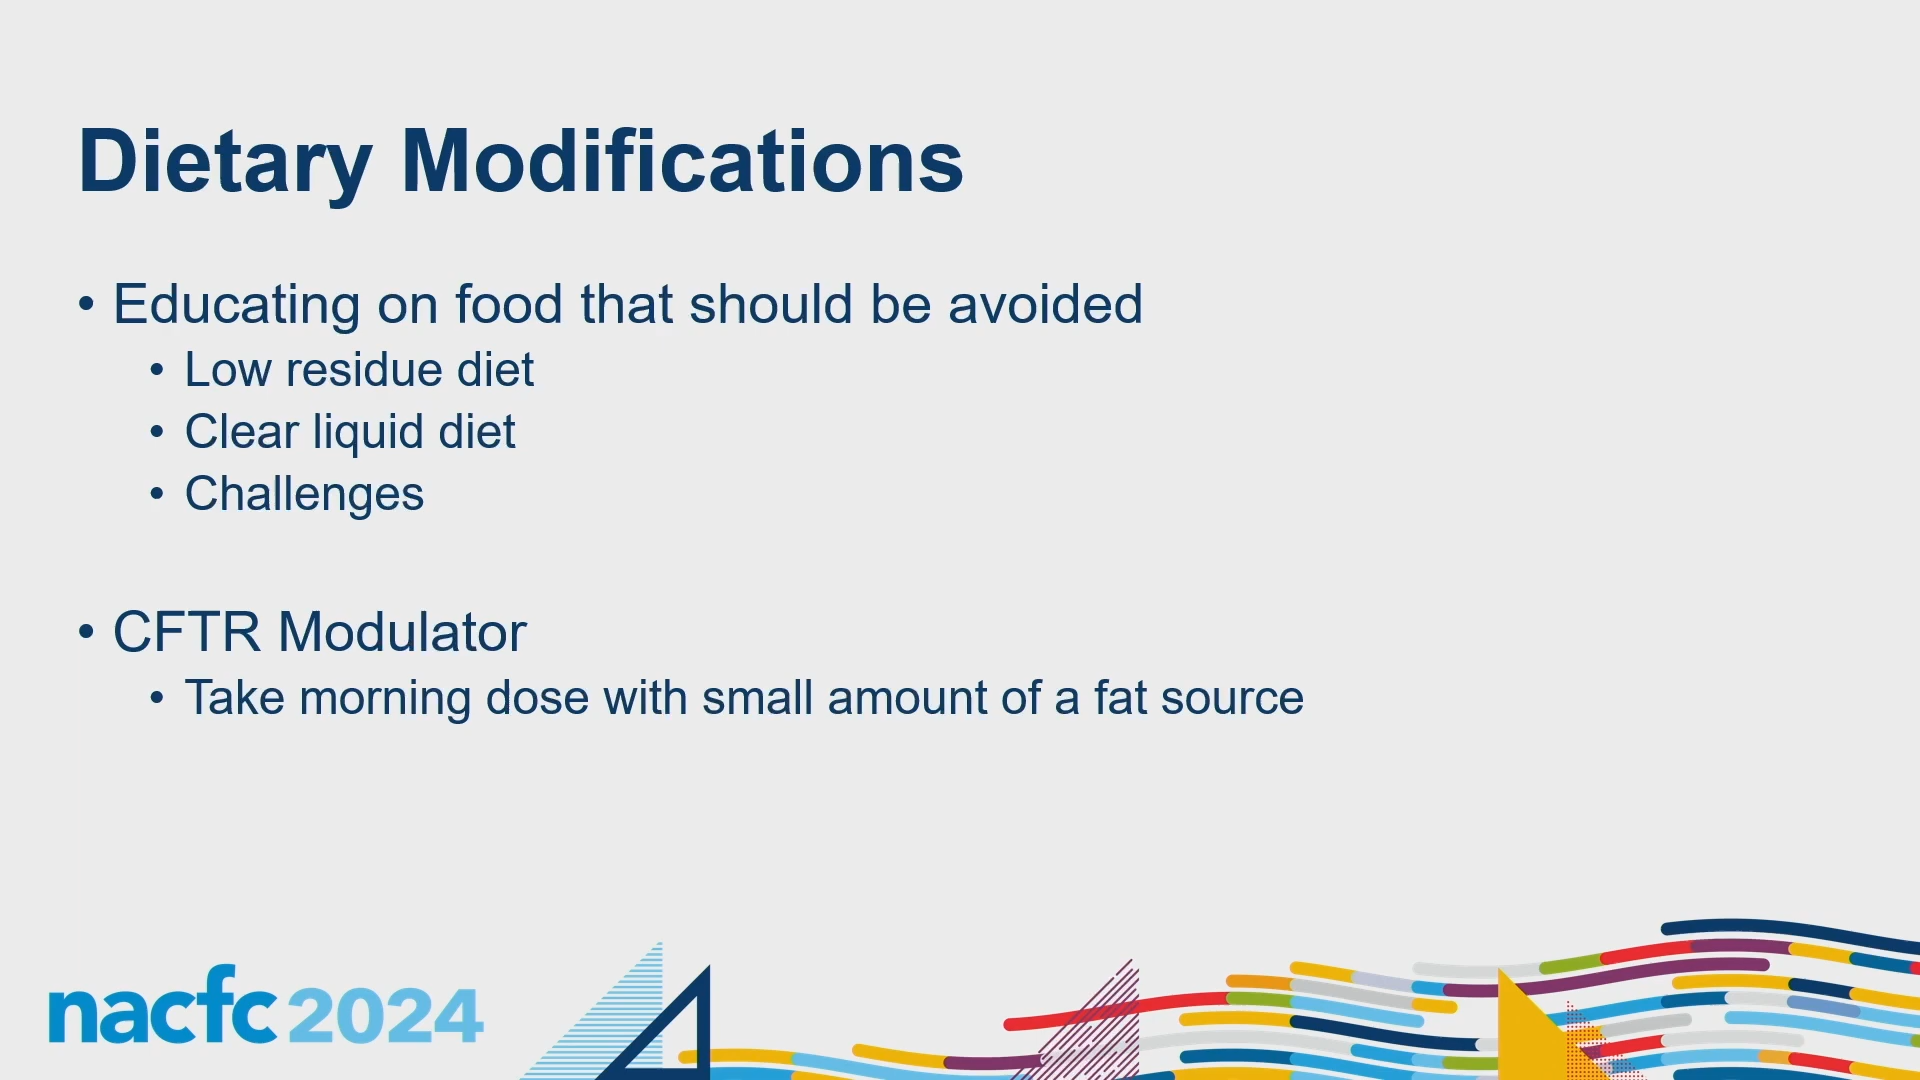 Dietary Modifications
• Educating on food that should be avoided
• Low residue diet
• Clear liquid diet
• Challenges
• CFTR Modulator
• Take morning dose with small amount of a fat source
nacfc 2024